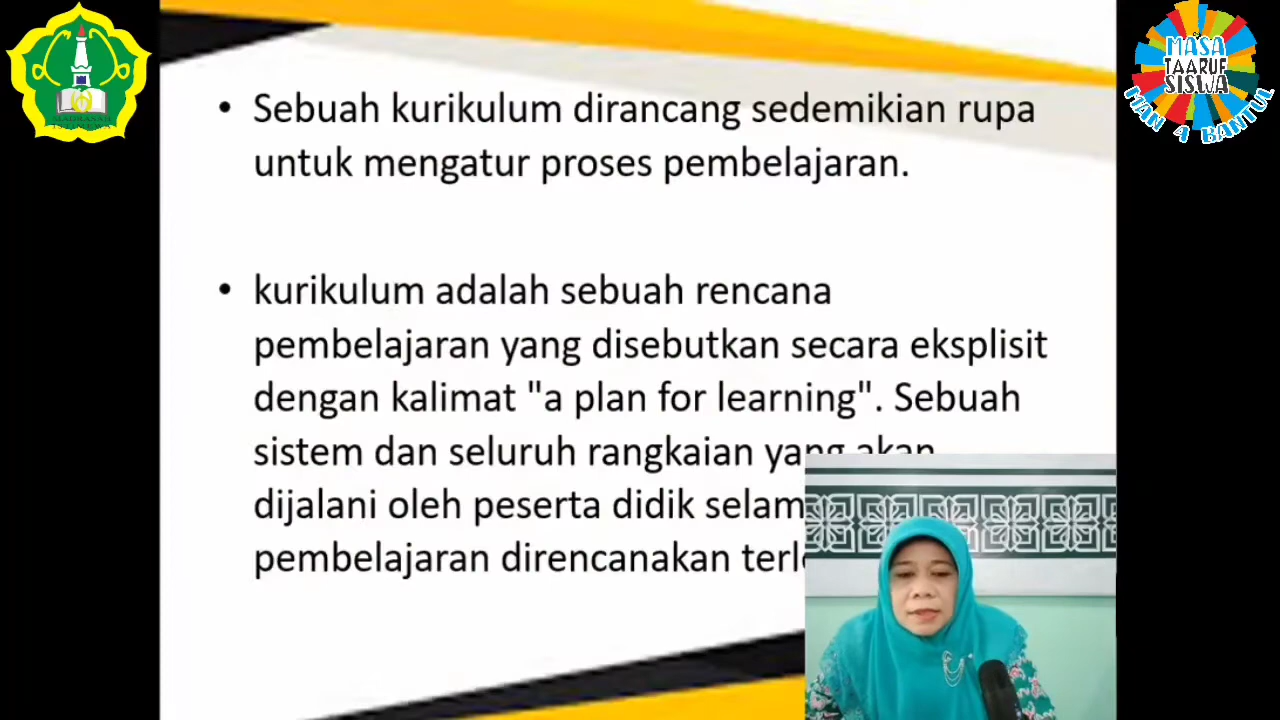 MASA
TAARUF
SISWA
MAN 4 BANTUL
• Sebuah kurikulum dirancang sedemikian rupa
untuk mengatur proses pembelajaran.
• kurikulum adalah sebuah rencana
pembelajaran yang disebutkan secara eksplisit
dengan kalimat "a plan for learning". Sebuah
sistem dan seluruh rangkaian yang akan
dijalani oleh peserta didik
pembelajaran direncanakan